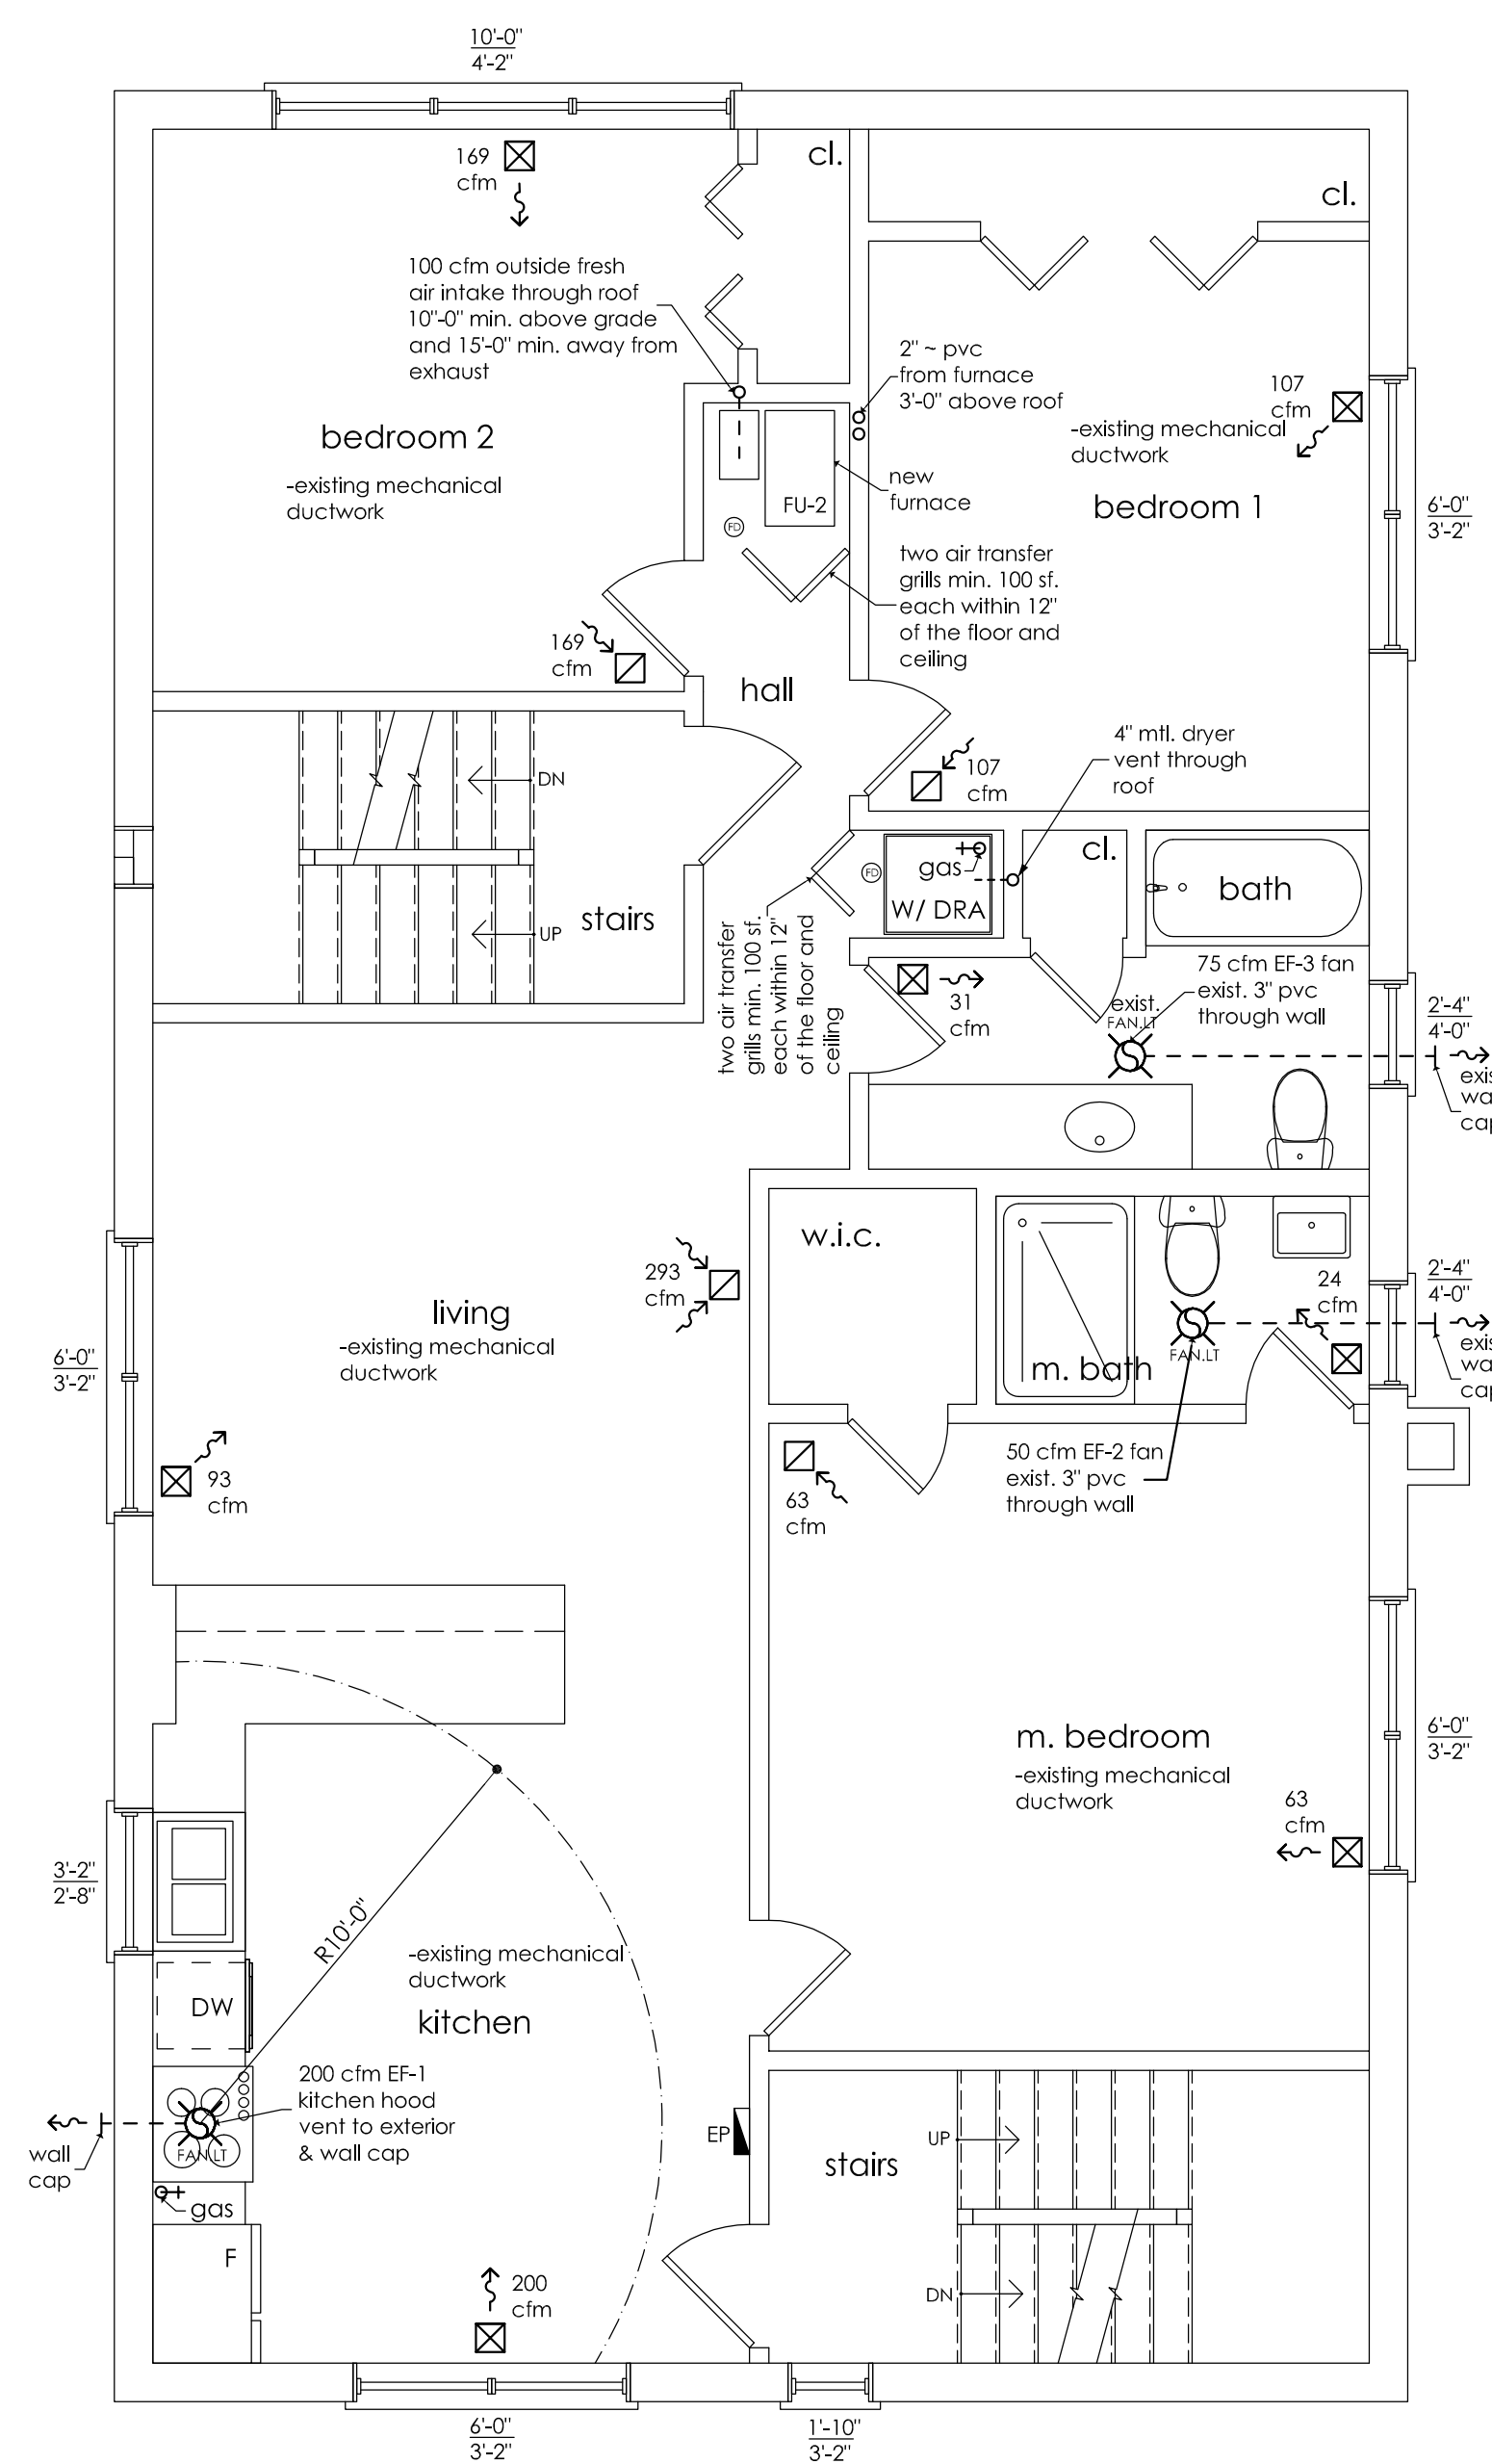 10'-0"
4'-2"
169
cfm
cl.
cl.
100 cfm outside fresh
air intake through roof
10"-0" min. above grade
and 15'-0" min. away from
exhaust
2" ~ pvc
from furnace
3'-0" above roof
107
cfm
-existing mechanical
ductwork
bedroom 2
-existing mechanical
ductwork
new
furnace
FU-2
FD
bedroom 1
6'-0"
3'-2"
two air transfer
grills min. 100 sf.
each within 12"
of the floor and
ceiling
169
cfm
hall
107
cfm
4" mtl. dryer
vent through
roof
DN
UP
stairs
FD
gas
W/ DRA
cl.
bath
two air transfer
grills min. 100 sf.
each within 12"
of the floor and
ceiling
31
cfm
exist.
FAN.LT
75 cfm EF-3 fan
exist. 3" pvc
through wall
2'-4"
4'-0"
exis
wa
cap
w.i.c.
293
cfm
living
-existing mechanical
ductwork
24
cfm
2'-4"
4'-0"
exis
wa
cap
FAN.LT
m. bath
6'-0"
3'-2"
93
cfm
63
cfm
50 cfm EF-2 fan
exist. 3" pvc
through wall
m. bedroom
-existing mechanical
ductwork
6'-0"
3'-2"
63
cfm
3'-2"
2'-8"
R10'-0"
-existing mechanical
ductwork
kitchen
DW
200 cfm EF-1
kitchen hood
vent to exterior
& wall cap
FAN.LT
wall
cap
gas
F
EP
UP
stairs
DN
200
cfm
6'-0"
3'-2"
1'-10"
3'-2"